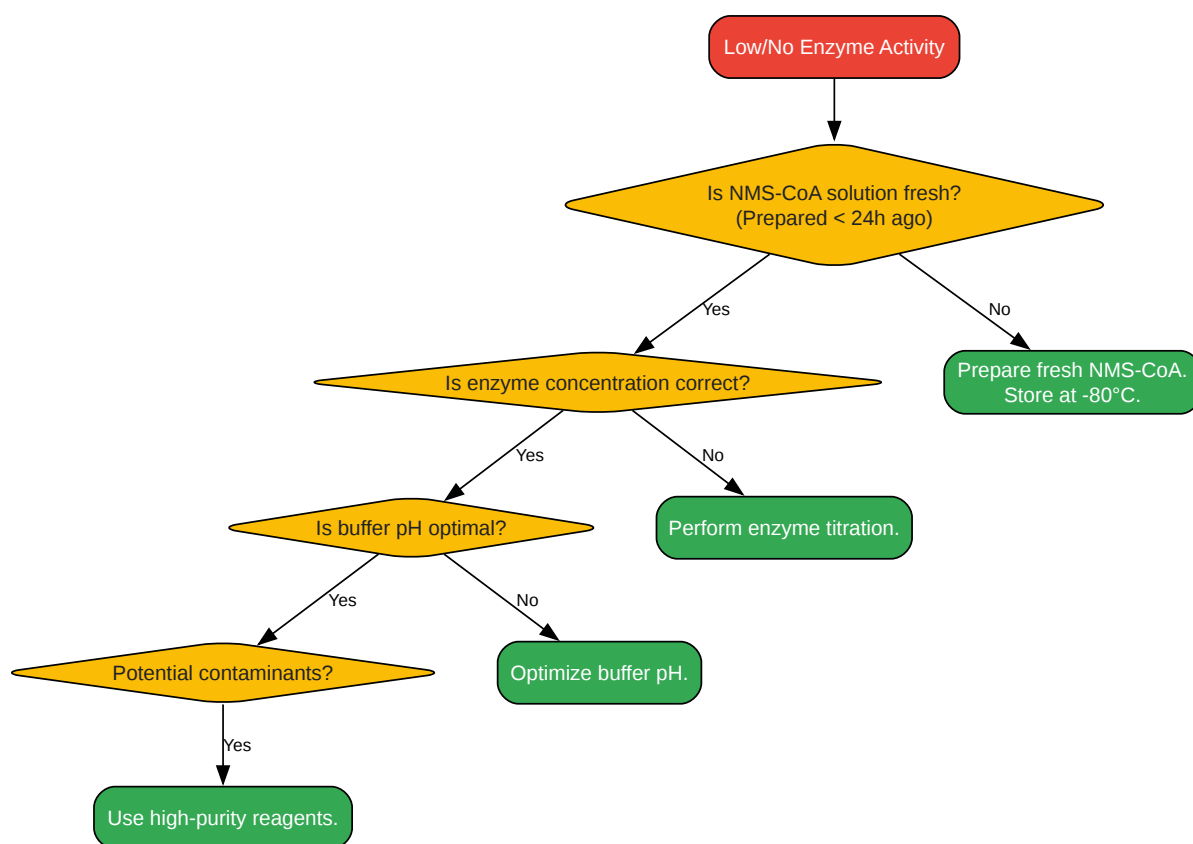 Low/No Enzyme Activity
Is NMS-CoA solution fresh?
(Prepared < 24h ago)
Yes
No
Is enzyme concentration correct?
Prepare fresh NMS-CoA.
Store at -80°C.
Yes
No
Is buffer pH optimal?
Perform enzyme titration.
Yes
No
Potential contaminants?
Optimize buffer pH.
Yes
Use high-purity reagents.